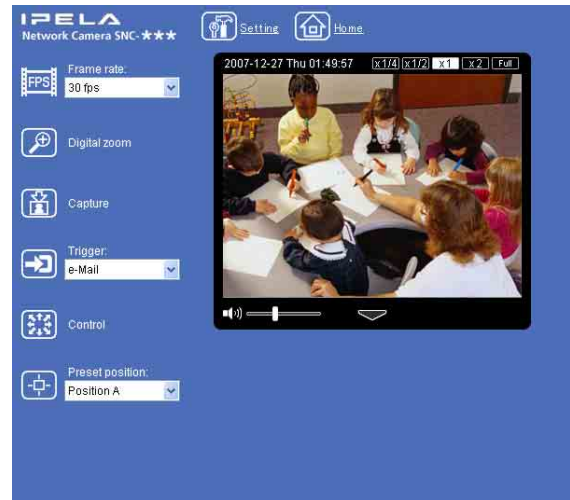 IPELA
Network Camera SNC-★★★
Setting
Home
2007-12-27 Thu 01:49:57
x1/4
x1/2
x1
x2
Full
Frame rate:
FPS
30 fps
Digital zoom
Capture
Trigger:
e-Mail
Control
Preset position:
Position A